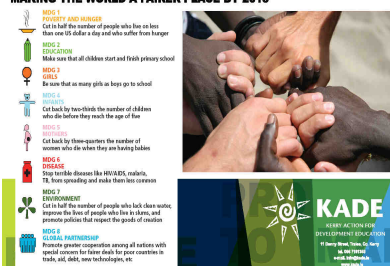 MAKING THE WORLD A FAIRER PLACE BY 2015
MDG 1
POVERTY AND HUNGER
Cut in half the number of people who live on less
than one US dollar a day and who suffer from hunger
MDG 2
EDUCATION
Make sure that all children start and finish primary school
MDG 3
GIRLS
Be sure that as many girls as boys go to school
MDG 4
INFANTS
Cut back by two-thirds the number of children
who die before they reach the age of five
MDG 5
MOTHERS
Cut back by three-quarters the number of
women who die when they are having babies
MDG 6
DISEASE
Stop terrible diseases like HIV/AIDS, malaria,
TB, from spreading and make them less common
MDG 7
ENVIRONMENT
Cut in half the number of people who lack clean water,
improve the lives of people who live in slums, and
promote policies that respect the goods of creation
MDG 8
GLOBAL PARTNERSHIP
Promote greater cooperation among all nations with
special concern for fairer deals for poor countries in
trade, aid, debt, new technologies, etc
KADE
KERRY ACTION FOR
DEVELOPMENT EDUCATION
11 Denny Street, Tralee, Co. Kerry